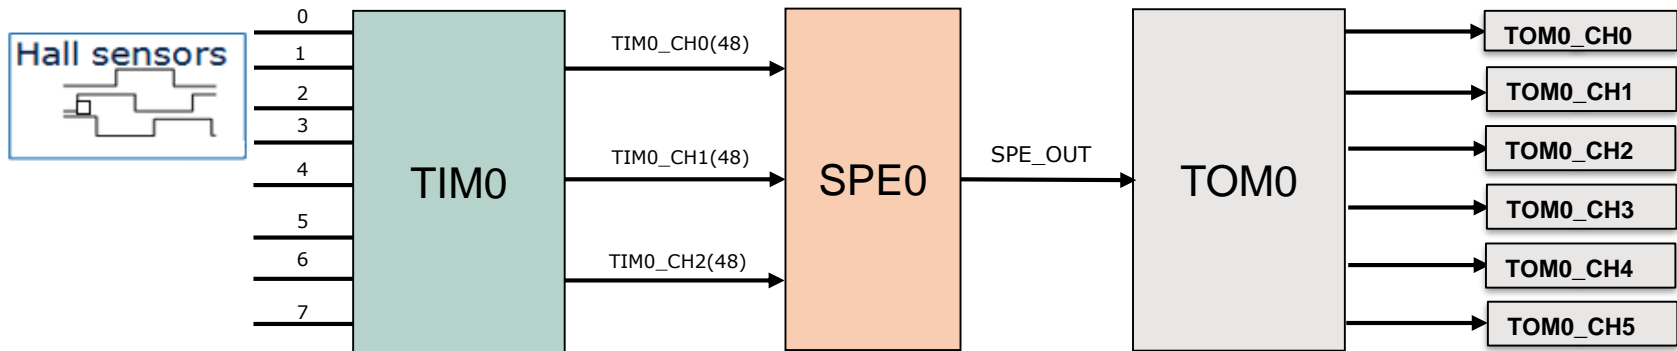 Hall sensors
0
1
2
3
4
5
6
7
TIM0
TIM0_CH0(48)
TIM0_CH1(48)
TIM0_CH2(48)
SPE0
SPE_OUT
TOM0
TOM0_CH0
TOM0_CH1
TOM0_CH2
TOM0_CH3
TOM0_CH4
TOM0_CH5